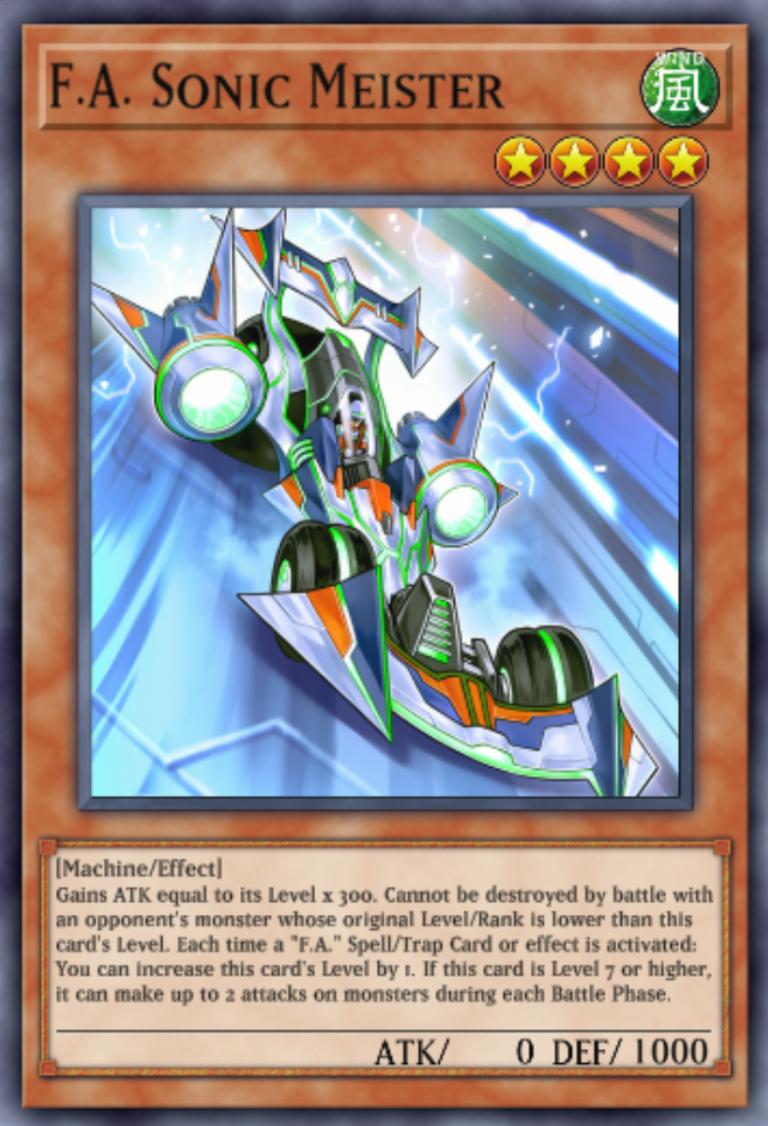 F.A. Sonic Meister
WIND
風
[Machine/Effect]
Gains ATK equal to its Level x 300. Cannot be destroyed by battle with
an opponent's monster whose original Level/Rank is lower than this
card's Level. Each time a "F.A." Spell/Trap Card or effect is activated:
You can increase this card's Level by 1. If this card is Level 7 or higher,
it can make up to 2 attacks on monsters during each Battle Phase.
ATK/ 0 DEF/ 1000